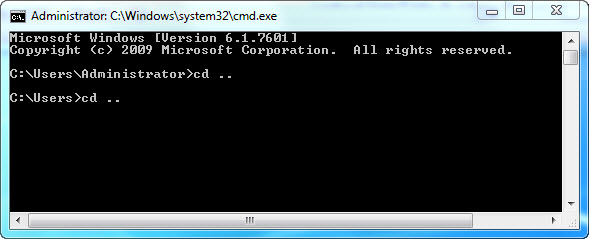 Administrator: C:\Windows\system32\cmd.exe
Microsoft Windows [Version 6.1.7601]
Copyright (c) 2009 Microsoft Corporation.  All rights reserved.
C:\Users\Administrator>cd ..
C:\Users>cd ..